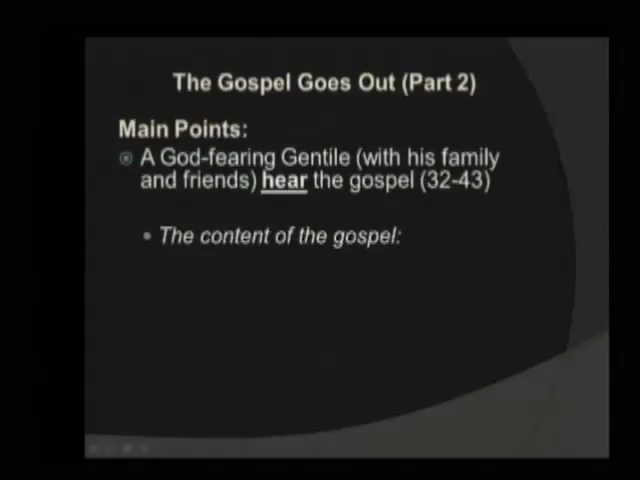 The Gospel Goes Out (Part 2)
Main Points:
A God-fearing Gentile (with his family
and friends) hear the gospel (32-43)
The content of the gospel: